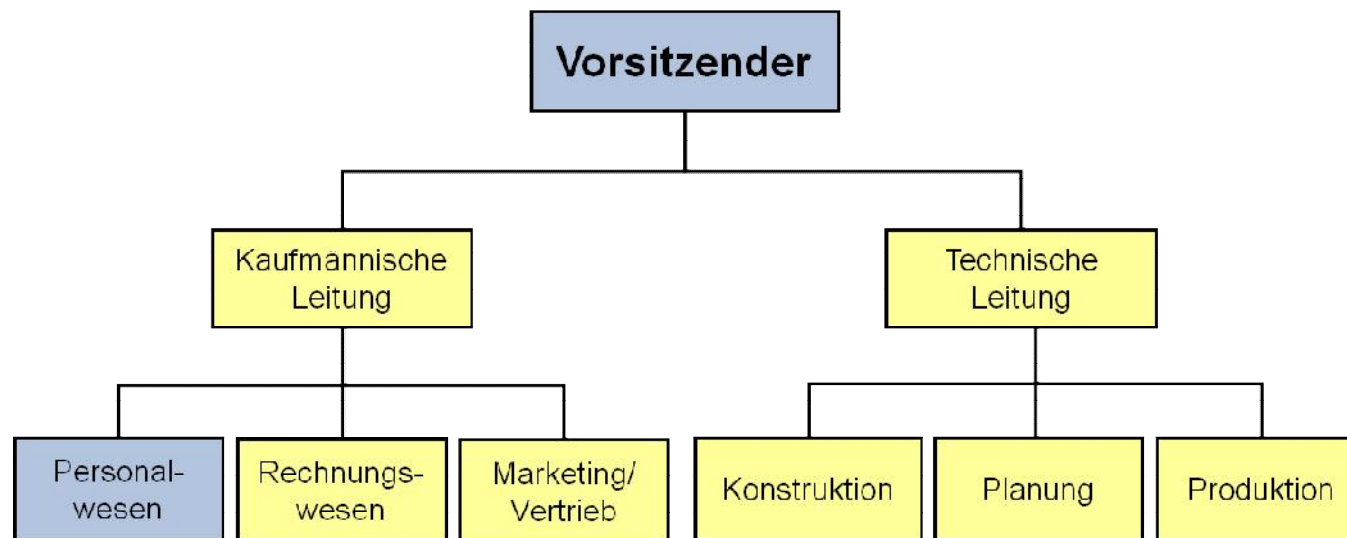 Vorsitzender
Kaufmännische
Leitung
Technische
Leitung
Personal-
wesen
Rechnungs-
wesen
Marketing/
Vertrieb
Konstruktion
Planung
Produktion